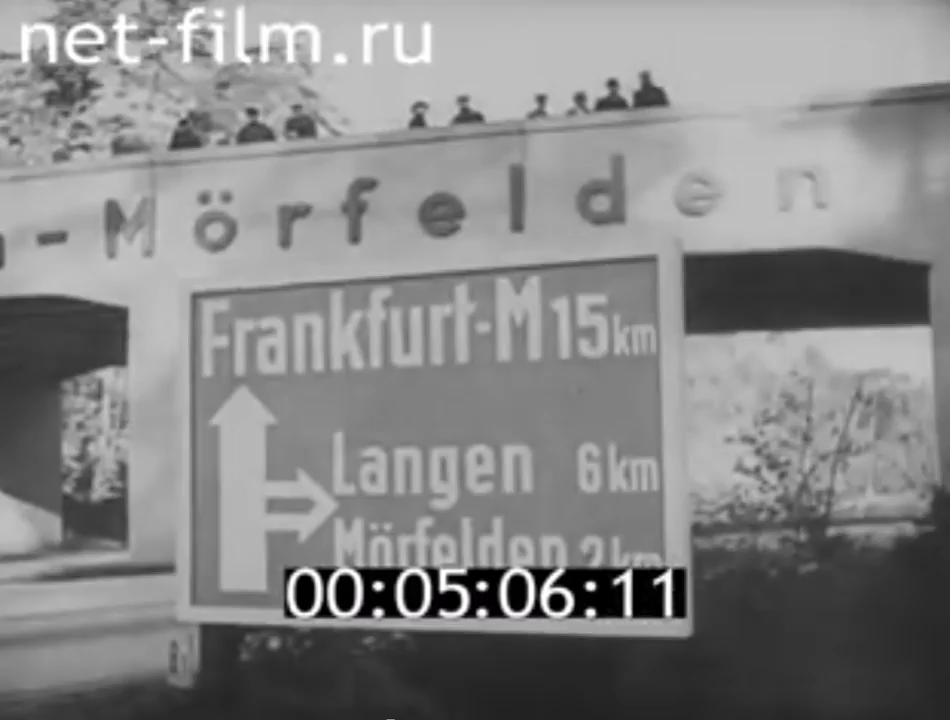 net-film.ru
-Mörfelden
Frankfurt-M 15 km
Langen 6 km
Mörfelden 2 km
00:05:06:11